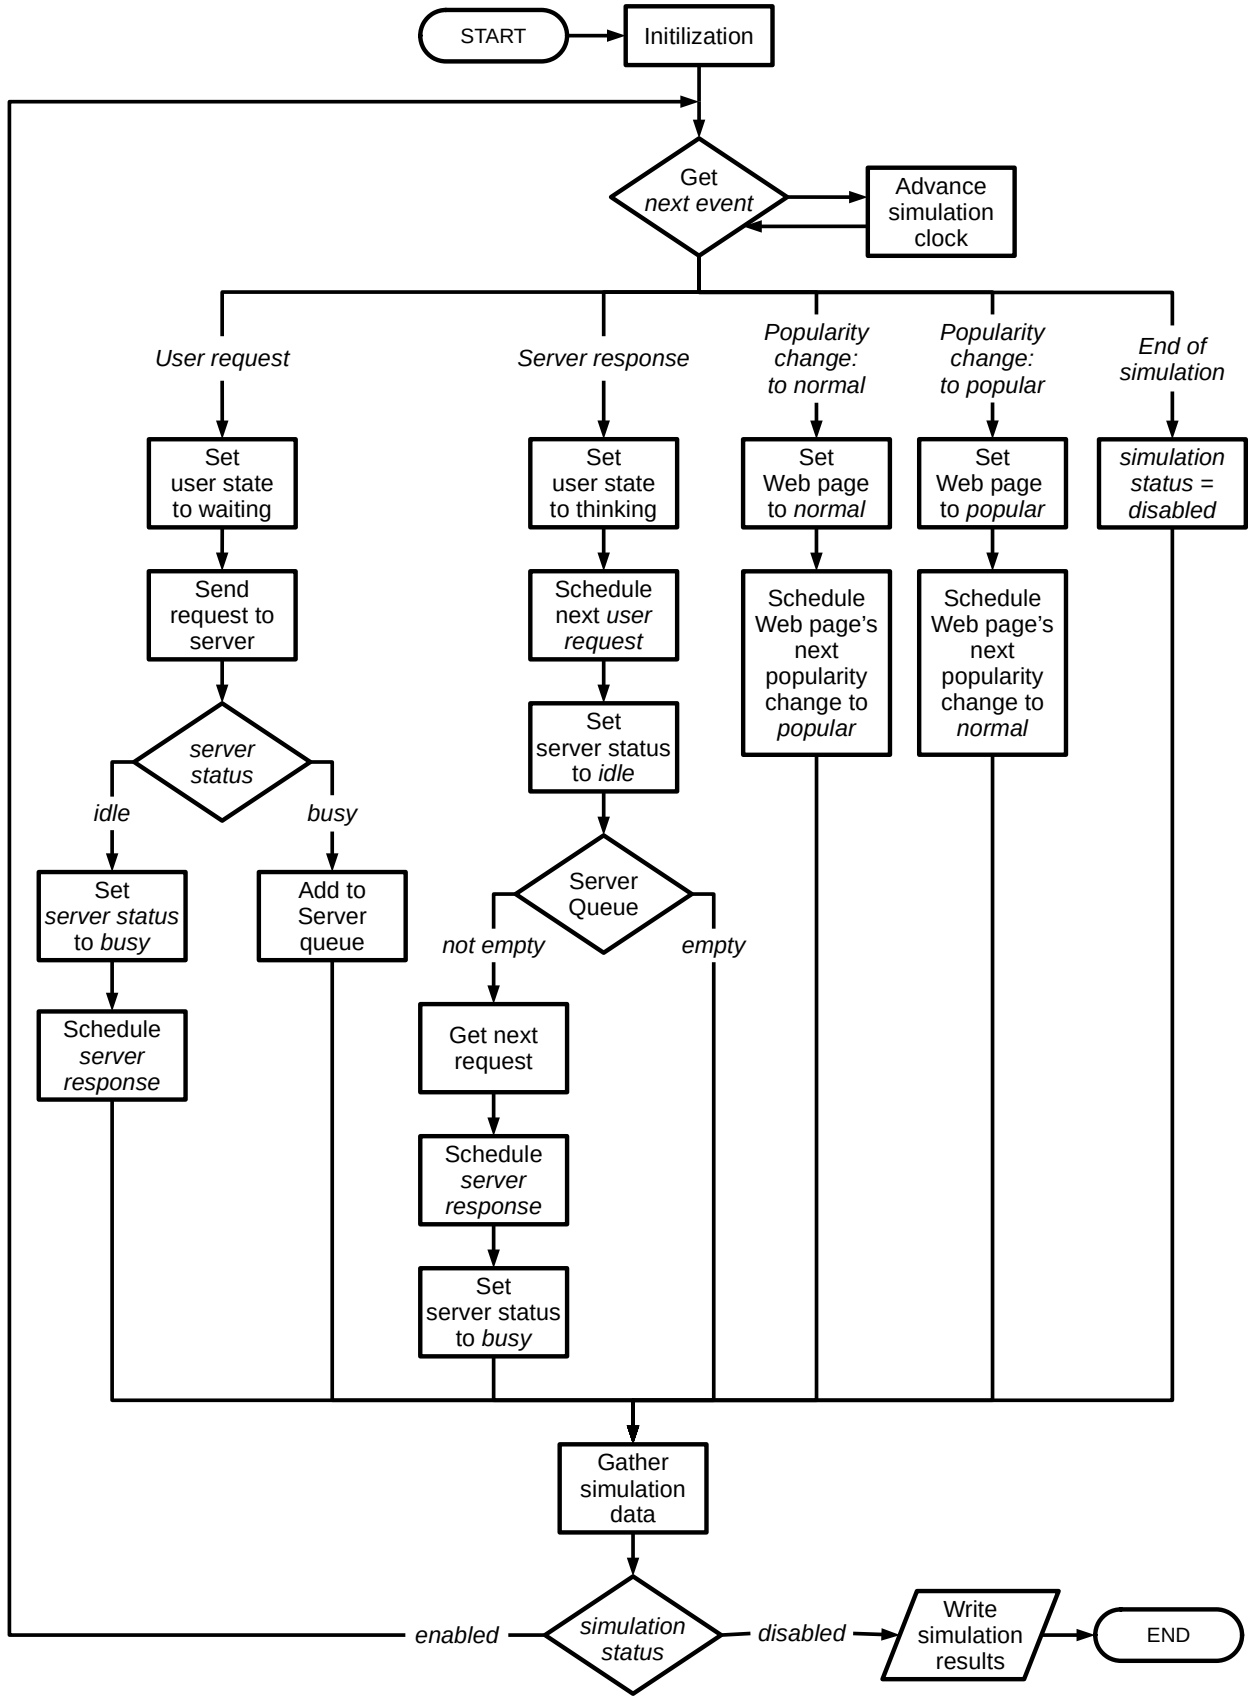 START
Initilization
Get
next event
Advance
simulation
clock
User request
Server response
Popularity
change:
to normal
Popularity
change:
to popular
End of
simulation
Set
user state
to waiting
Set
user state
to thinking
Set
Web page
to normal
Set
Web page
to popular
simulation
status =
disabled
Send
request to
server
Schedule
next user
request
Schedule
Web page's
next
popularity
change to
popular
Schedule
Web page's
next
popularity
change to
normal
server
status
Set
server status
to idle
idle
busy
Set
server status
to busy
Add to
Server
queue
Server
Queue
not empty
empty
Schedule
server
response
Get next
request
Schedule
server
response
Set
server status
to busy
Gather
simulation
data
enabled
simulation
status
disabled
Write
simulation
results
END